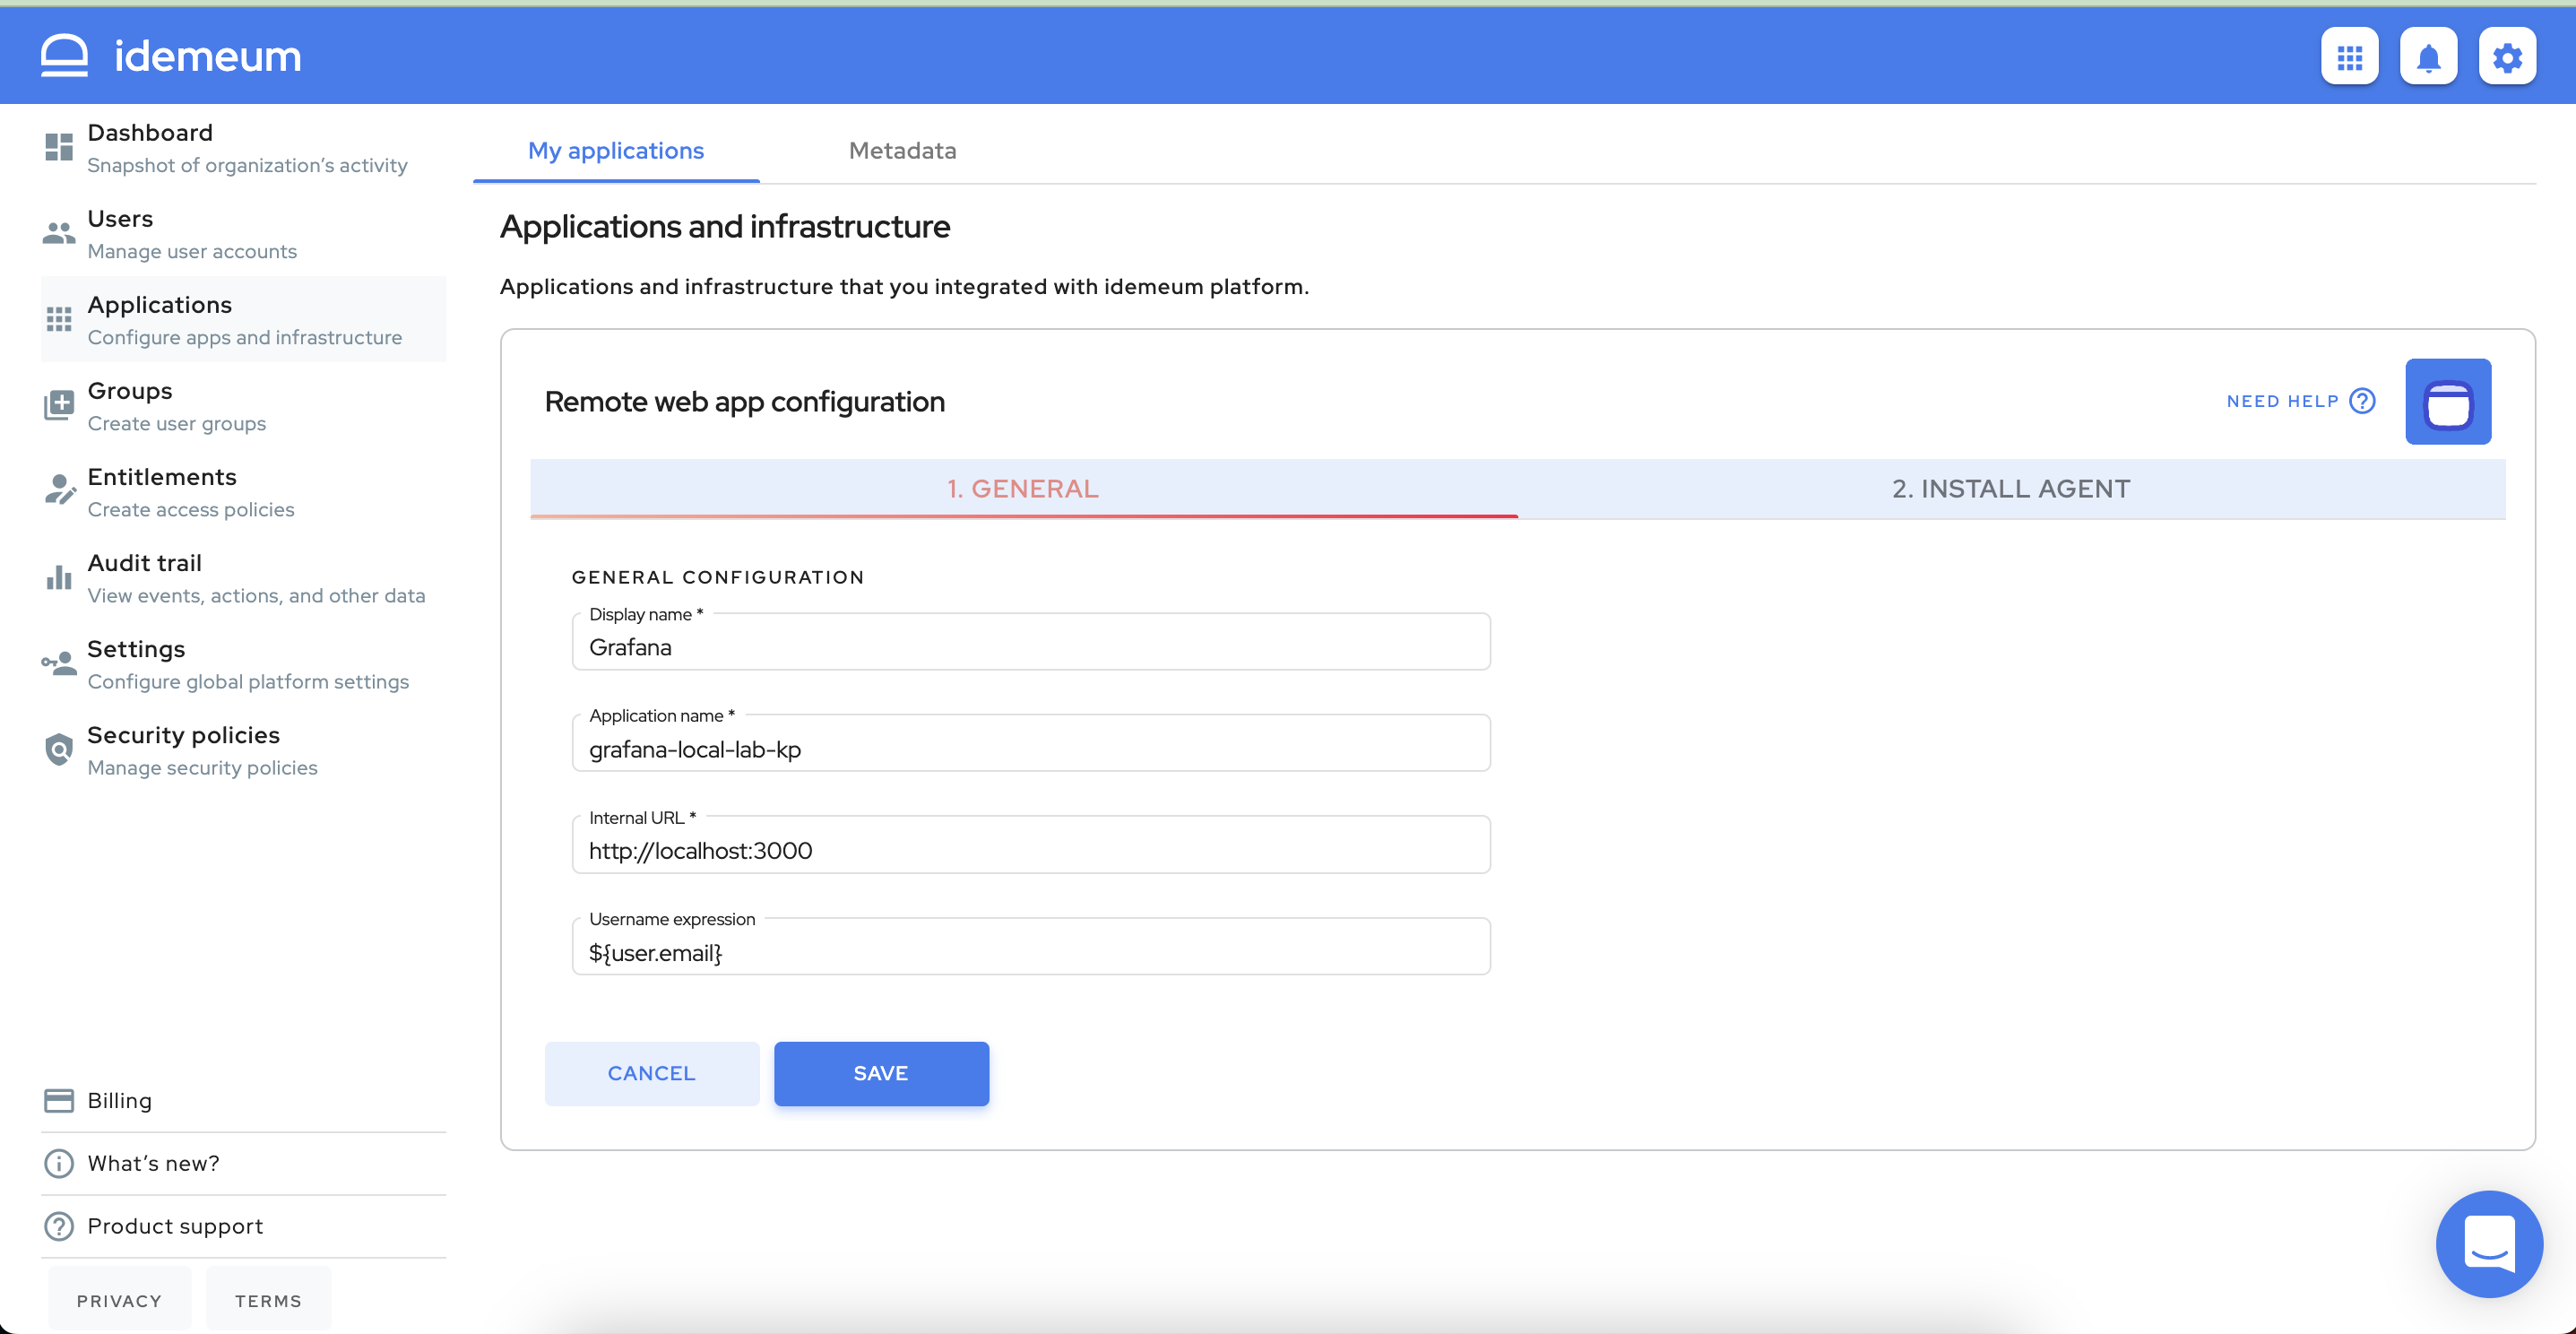 idemeum
Dashboard
Snapshot of organization's activity
Users
Manage user accounts
Applications
Configure apps and infrastructure
Groups
Create user groups
Entitlements
Create access policies
Audit trail
View events, actions, and other data
Settings
Configure global platform settings
Security policies
Manage security policies
Billing
What's new?
Product support
PRIVACY TERMS
My applications Metadata
Applications and infrastructure
Applications and infrastructure that you integrated with idemeum platform.
Remote web app configuration
NEED HELP
1. GENERAL 2. INSTALL AGENT
GENERAL CONFIGURATION
Display name *
Grafana
Application name *
grafana-local-lab-kp
Internal URL *
http://localhost:3000
Username expression
${user.email}
CANCEL SAVE